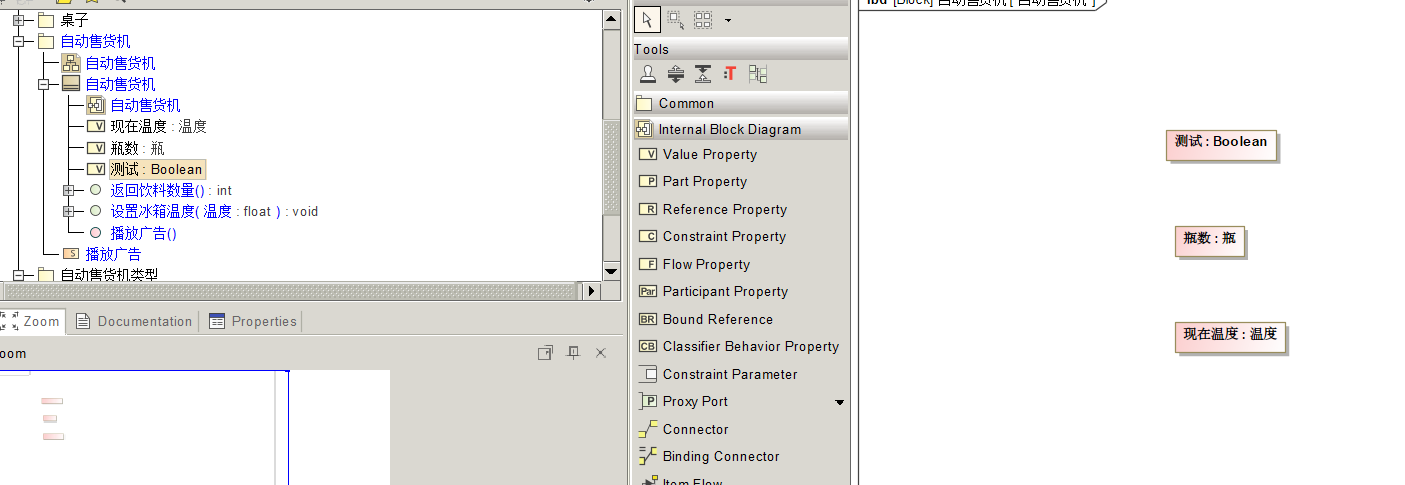 桌子
自动售货机
自动售货机
自动售货机
自动售货机
V 现在温度 : 温度
V 瓶数 : 瓶
V 测试 : Boolean
返回饮料数量() : int
设置冰箱温度( 温度 : float ) : void
播放广告()
S 播放广告
自动售货机类型
Zoom
Documentation
Properties
oom
Tools
:T
Common
Internal Block Diagram
V Value Property
P Part Property
R Reference Property
C Constraint Property
F Flow Property
Par Participant Property
BR Bound Reference
CB Classifier Behavior Property
Constraint Parameter
P Proxy Port
Connector
Binding Connector
Item Flow
ibd [Block] 自动售货机 [ 自动售货机 ]
测试 : Boolean
瓶数 : 瓶
现在温度 : 温度